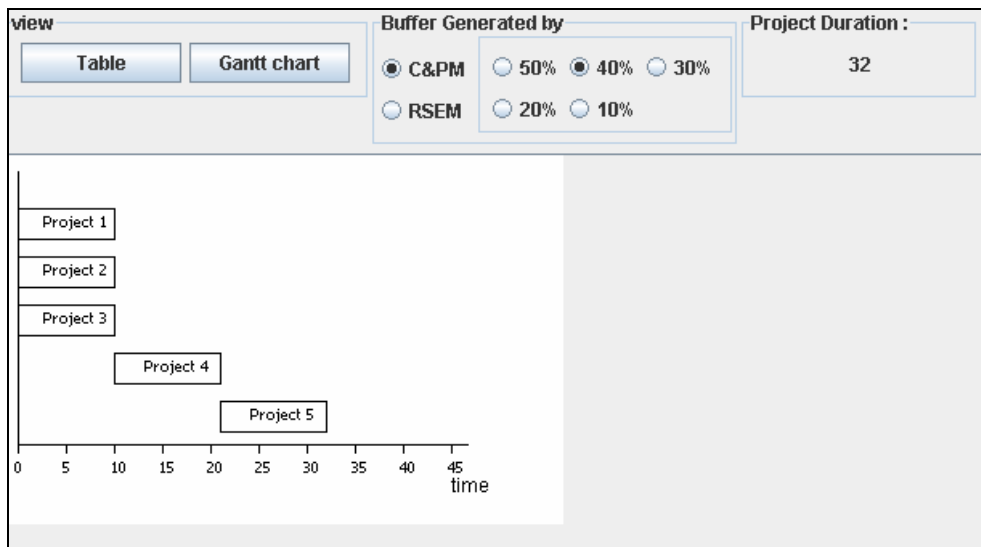 view Buffer Generated by Project Duration :
Table Gantt chart C&PM 50% 40% 30% 32
RSEM 20% 10%
Project 1
Project 2
Project 3
Project 4
Project 5
0 5 10 15 20 25 30 35 40 45
time